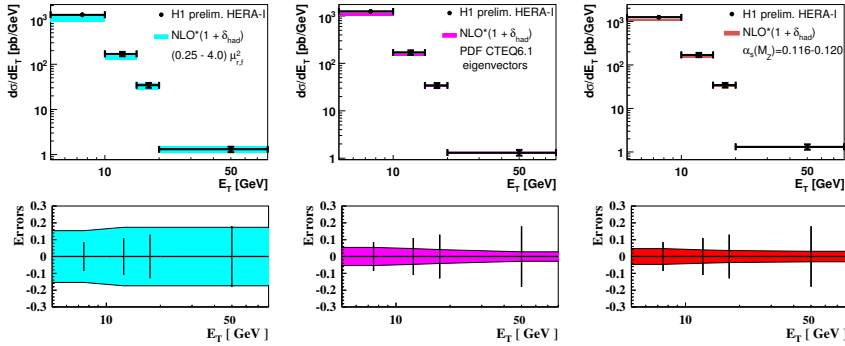 dσ/dE_T [pb/GeV]
10³
10²
10
1
H1 prelim. HERA-I
NLO*(1 + δ_had)
(0.25 - 4.0) μ²_r,f
10
50
E_T [GeV]
dσ/dE_T [pb/GeV]
10³
10²
10
1
H1 prelim. HERA-I
NLO*(1 + δ_had)
PDF CTEQ6.1
eigenvectors
10
50
E_T [GeV]
dσ/dE_T [pb/GeV]
10³
10²
10
1
H1 prelim. HERA-I
NLO*(1 + δ_had)
α_s(M_Z)=0.116-0.120
10
50
E_T [GeV]
Errors
0.3
0.2
0.1
0
-0.1
-0.2
-0.3
10
50
E_T [ GeV ]
Errors
0.3
0.2
0.1
0
-0.1
-0.2
-0.3
10
50
E_T [ GeV ]
Errors
0.3
0.2
0.1
0
-0.1
-0.2
-0.3
10
50
E_T [ GeV ]